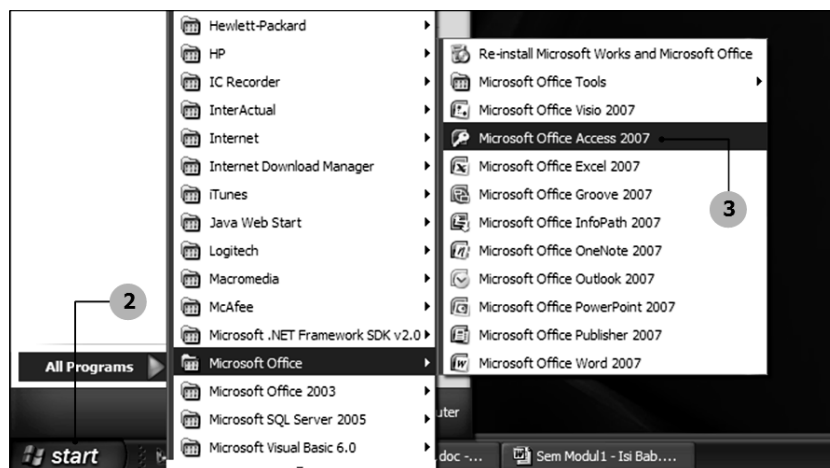 Hewlett-Packard
HP
IC Recorder
InterActual
Internet
Internet Download Manager
iTunes
Java Web Start
Logitech
Macromedia
McAfee
Microsoft .NET Framework SDK v2.0
Microsoft Office
Microsoft Office 2003
Microsoft SQL Server 2005
Microsoft Visual Basic 6.0
Re-install Microsoft Works and Microsoft Office
Microsoft Office Tools
Microsoft Office Visio 2007
Microsoft Office Access 2007
Microsoft Office Excel 2007
Microsoft Office Groove 2007
Microsoft Office InfoPath 2007
Microsoft Office OneNote 2007
Microsoft Office Outlook 2007
Microsoft Office PowerPoint 2007
Microsoft Office Publisher 2007
Microsoft Office Word 2007
3
2
All Programs
uter
start
.doc -...
Sem Modul1 - Isi Bab....